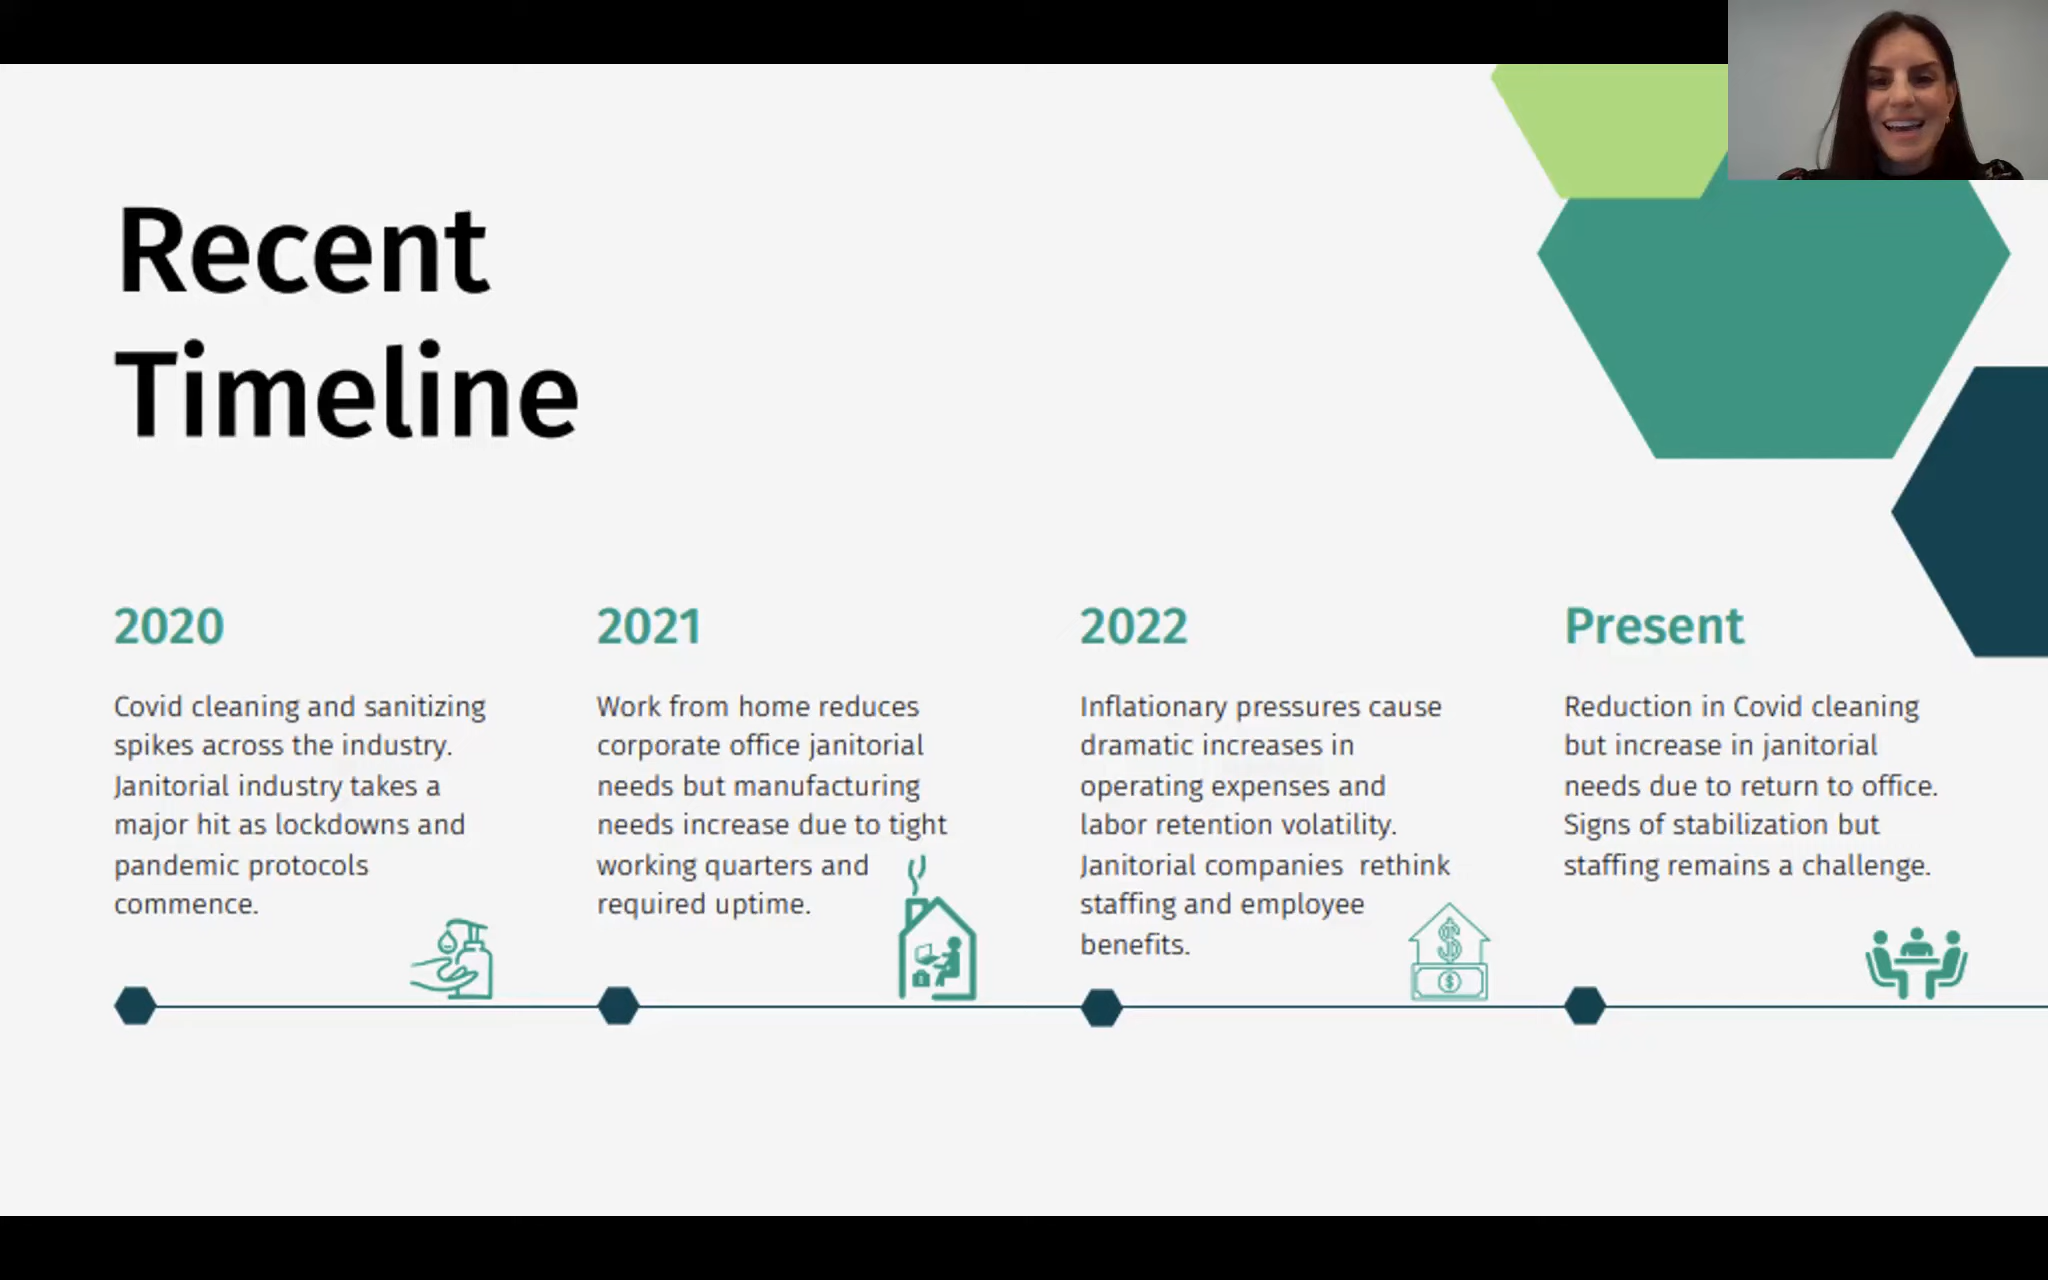 Recent
Timeline
2020
Covid cleaning and sanitizing
spikes across the industry.
Janitorial industry takes a
major hit as lockdowns and
pandemic protocols
commence.
2021
Work from home reduces
corporate office janitorial
needs but manufacturing
needs increase due to tight
working quarters and
required uptime.
2022
Inflationary pressures cause
dramatic increases in
operating expenses and
labor retention volatility.
Janitorial companies  rethink
staffing and employee
benefits.
Present
Reduction in Covid cleaning
but increase in janitorial
needs due to return to office.
Signs of stabilization but
staffing remains a challenge.